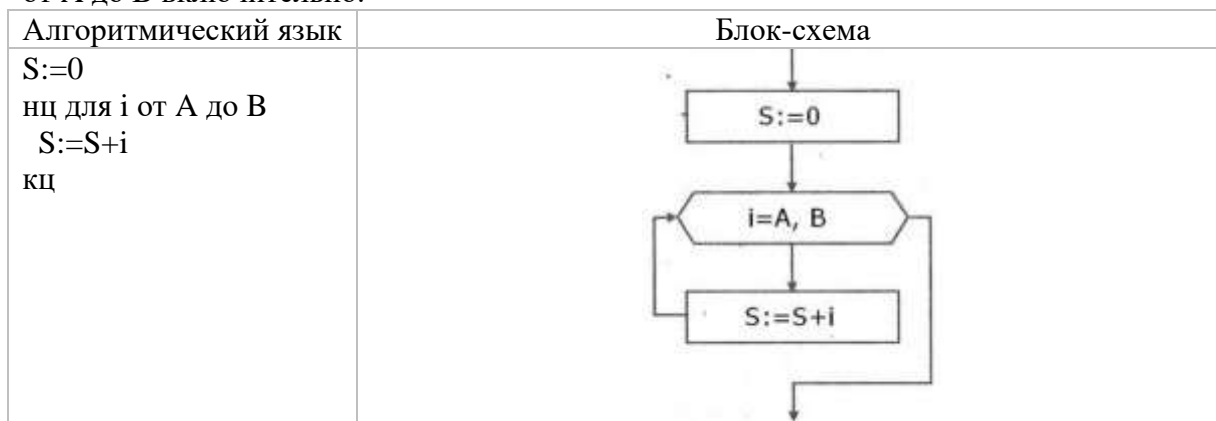 Алгоритмический язык
Блок-схема
S:=0
нц для i от A до B
S:=S+i
кц
S:=0
i=A, B
S:=S+i